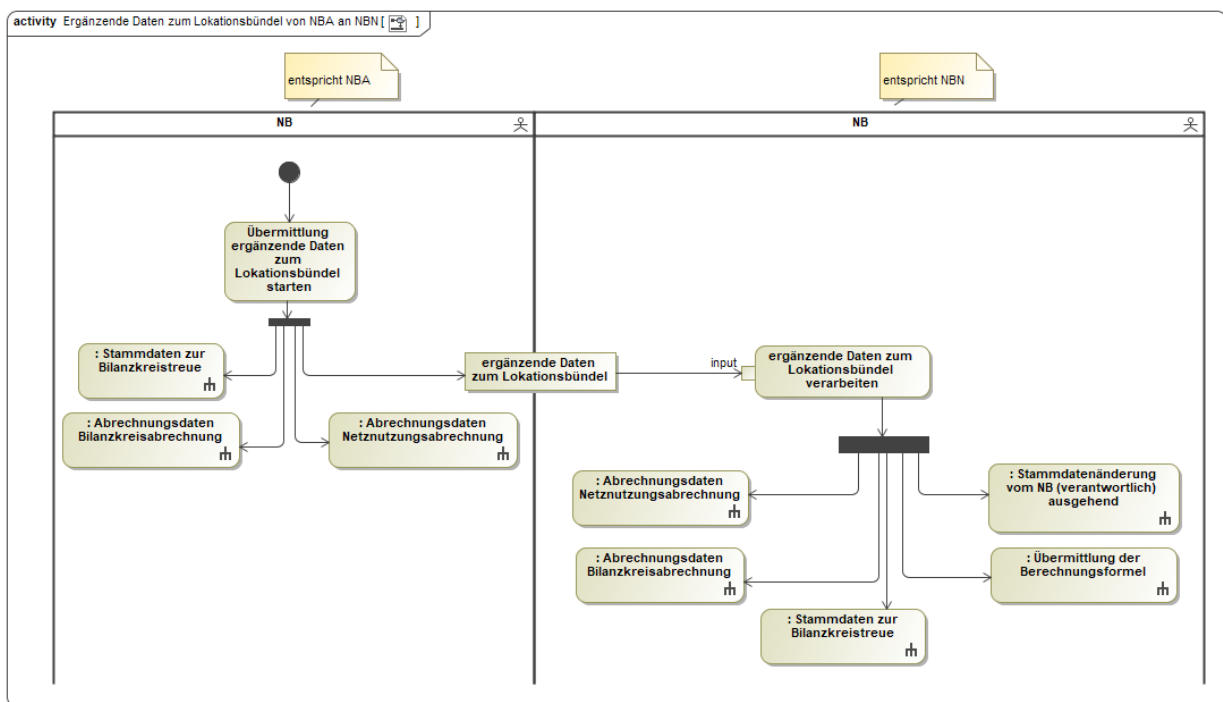 activity Ergänzende Daten zum Lokationsbündel von NBA an NBN [ ]
entspricht NBA
entspricht NBN
NB
NB
Übermittlung
ergänzende Daten
zum
Lokationsbündel
starten
: Stammdaten zur
Bilanzkreistreue
ergänzende Daten
zum Lokationsbündel
input
ergänzende Daten zum
Lokationsbündel
verarbeiten
: Abrechnungsdaten
Bilanzkreisabrechnung
: Abrechnungsdaten
Netznutzungsabrechnung
: Abrechnungsdaten
Netznutzungsabrechnung
: Stammdatenänderung
vom NB (verantwortlich)
ausgehend
: Abrechnungsdaten
Bilanzkreisabrechnung
: Übermittlung der
Berechnungsformel
: Stammdaten zur
Bilanzkreistreue